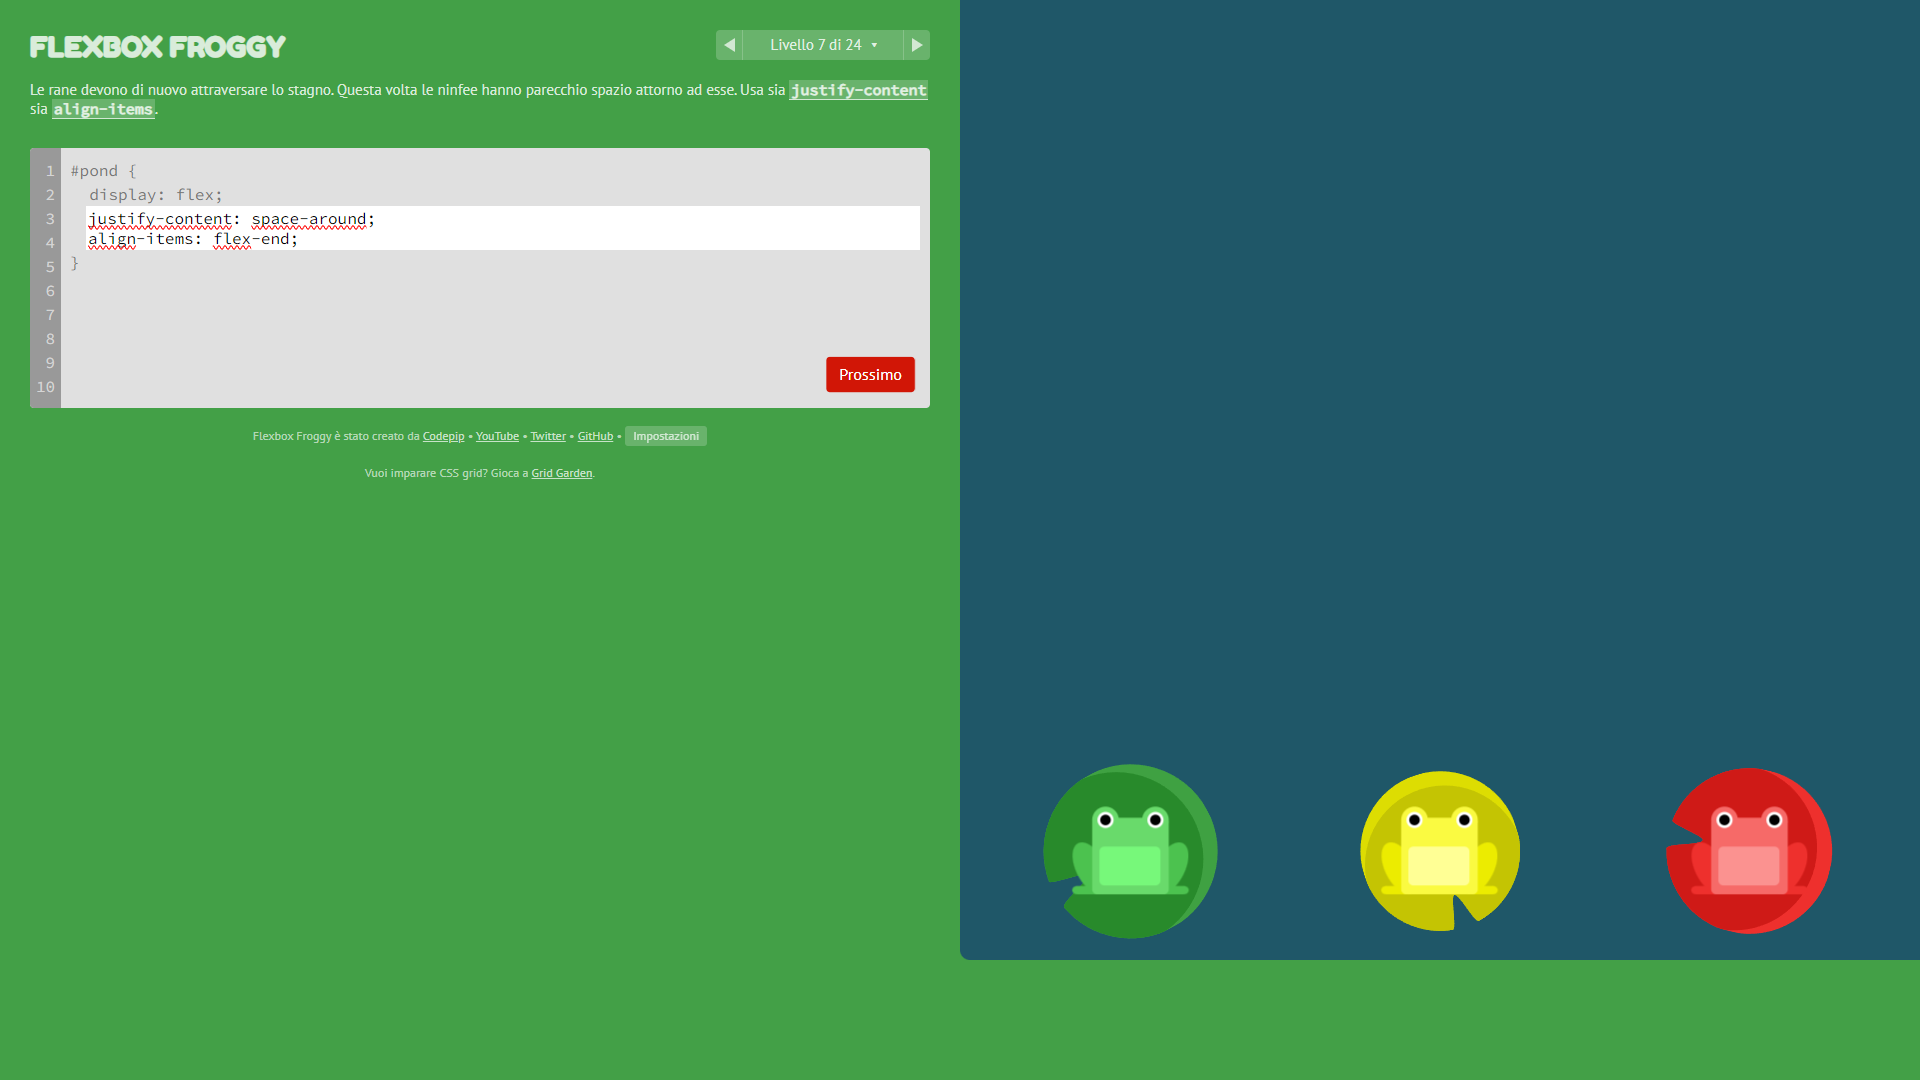 FLEXBOX FROGGY
Livello 7 di 24
Le rane devono di nuovo attraversare lo stagno. Questa volta le ninfee hanno parecchio spazio attorno ad esse. Usa sia justify-content
sia align-items.
1 #pond {
2 display: flex;
3 justify-content: space-around;
4 align-items: flex-end;
5 }
6
7
8
9
10
Prossimo
Flexbox Froggy è stato creato da Codepip • YouTube • Twitter • GitHub • Impostazioni
Vuoi imparare CSS grid? Gioca a Grid Garden.